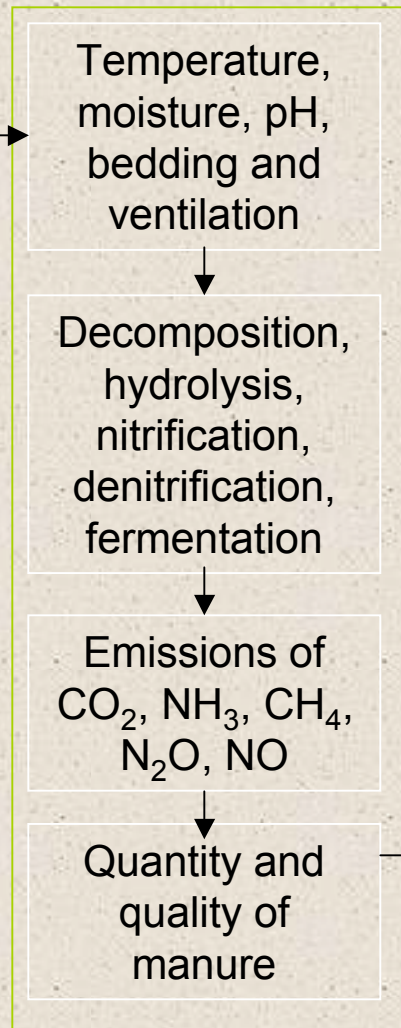 Temperature,
moisture, pH,
bedding and
ventilation
Decomposition,
hydrolysis,
nitrification,
denitrification,
fermentation
Emissions of
CO₂, NH₃, CH₄,
N₂O, NO
Quantity and
quality of
manure